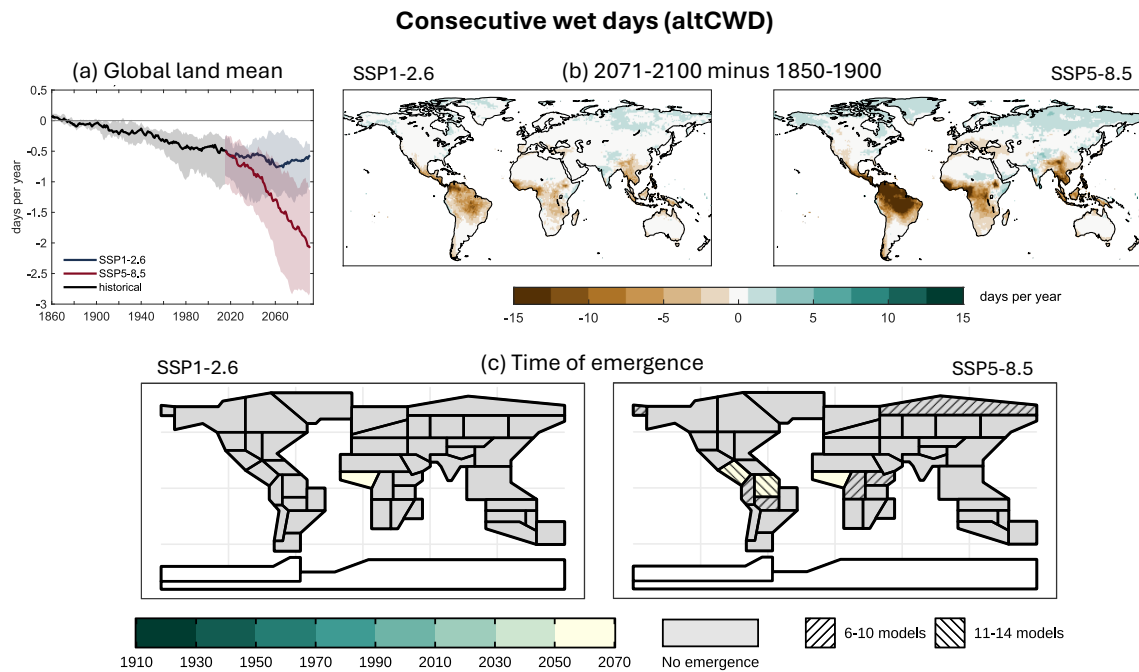 Consecutive wet days (altCWD)
(a) Global land mean
SSP1-2.6
(b) 2071-2100 minus 1850-1900
SSP5-8.5
0.5
0
-0.5
-1
-1.5
-2
-2.5
-3
days per year
SSP1-2.6
SSP5-8.5
historical
1860 1900 1940 1980 2020 2060
-15 -10 -5 0 5 10 15
days per year
(c) Time of emergence
SSP1-2.6
SSP5-8.5
1910 1930 1950 1970 1990 2010 2030 2050 2070
No emergence
6-10 models
11-14 models